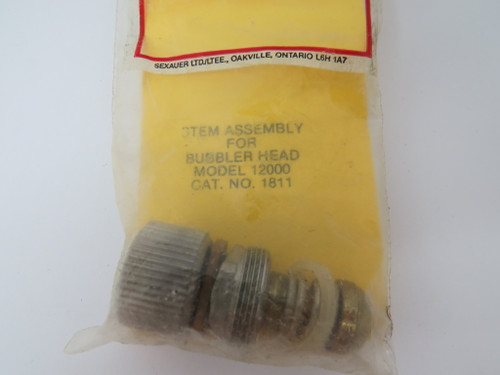 SEXAUER LTD/LTEE., OAKVILLE, ONTARIO L6H 1A7
STEM ASSEMBLY
FOR
BUBBLER HEAD
MODEL 12000
CAT. NO. 1811